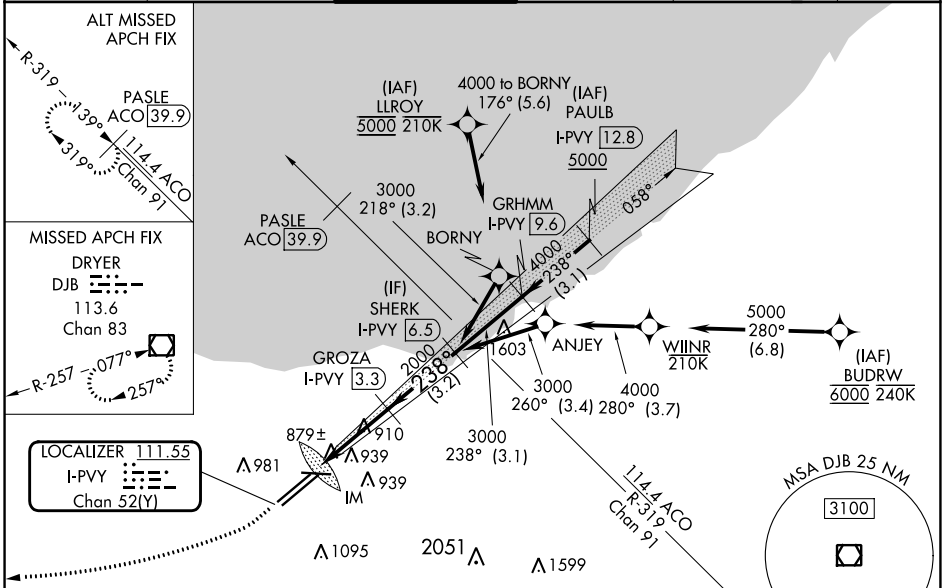 ALT MISSED
APCH FIX
R-319
139°
319°
PASLE
ACO 39.9
114.4 ACO
Chan 91
MISSED APCH FIX
DRYER
DJB
113.6
Chan 83
R-257
077°
257°
LOCALIZER 111.55
I-PVY
Chan 52(Y)
(IAF)
LLROY
5000 210K
4000 to BORNY
176° (5.6)
(IAF)
PAULB
I-PVY 12.8
5000
058°
3000
218° (3.2)
PASLE
ACO 39.9
GRHMM
I-PVY 9.6
BORNY
4000
238°
(3.1)
(IF)
SHERK
I-PVY 6.5
1603
ANJEY
WIINR
210K
5000
280°
(6.8)
(IAF)
BUDRW
6000 240K
GROZA
I-PVY 3.3
2000
238°
(3.2)
3000
260° (3.4)
4000
280° (3.7)
3000
238° (3.1)
879±
910
939
981
939
IM
114.4 ACO
R-319
Chan 91
MSA DJB 25 NM
3100
1095
2051
1599